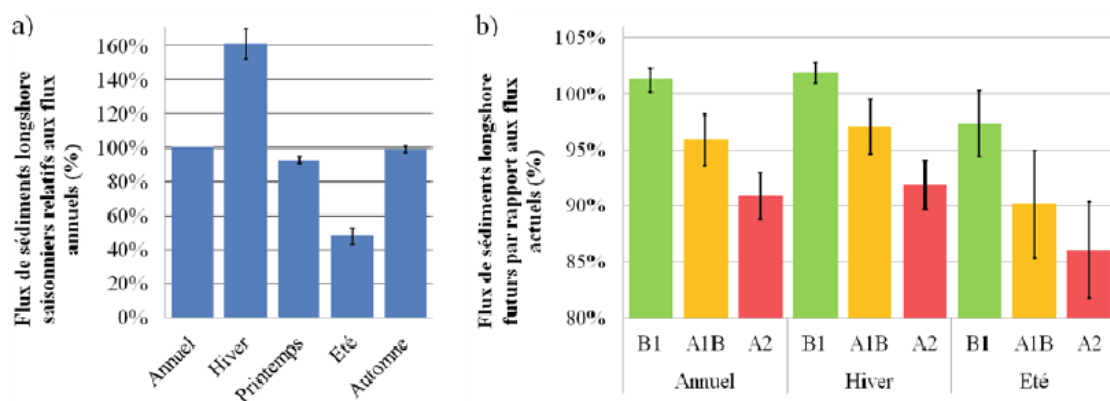 a)
Flux de sédiments longshore
saisonniers relatifs aux flux
annuels (%)
160%
140%
120%
100%
80%
60%
40%
20%
0%
Annuel
Hiver
Printemps
Eté
Automne
b)
Flux de sédiments longshore
futurs par rapport aux flux
actuels (%)
105%
100%
95%
90%
85%
80%
B1 A1B A2 B1 A1B A2 B1 A1B A2
Annuel Hiver Eté